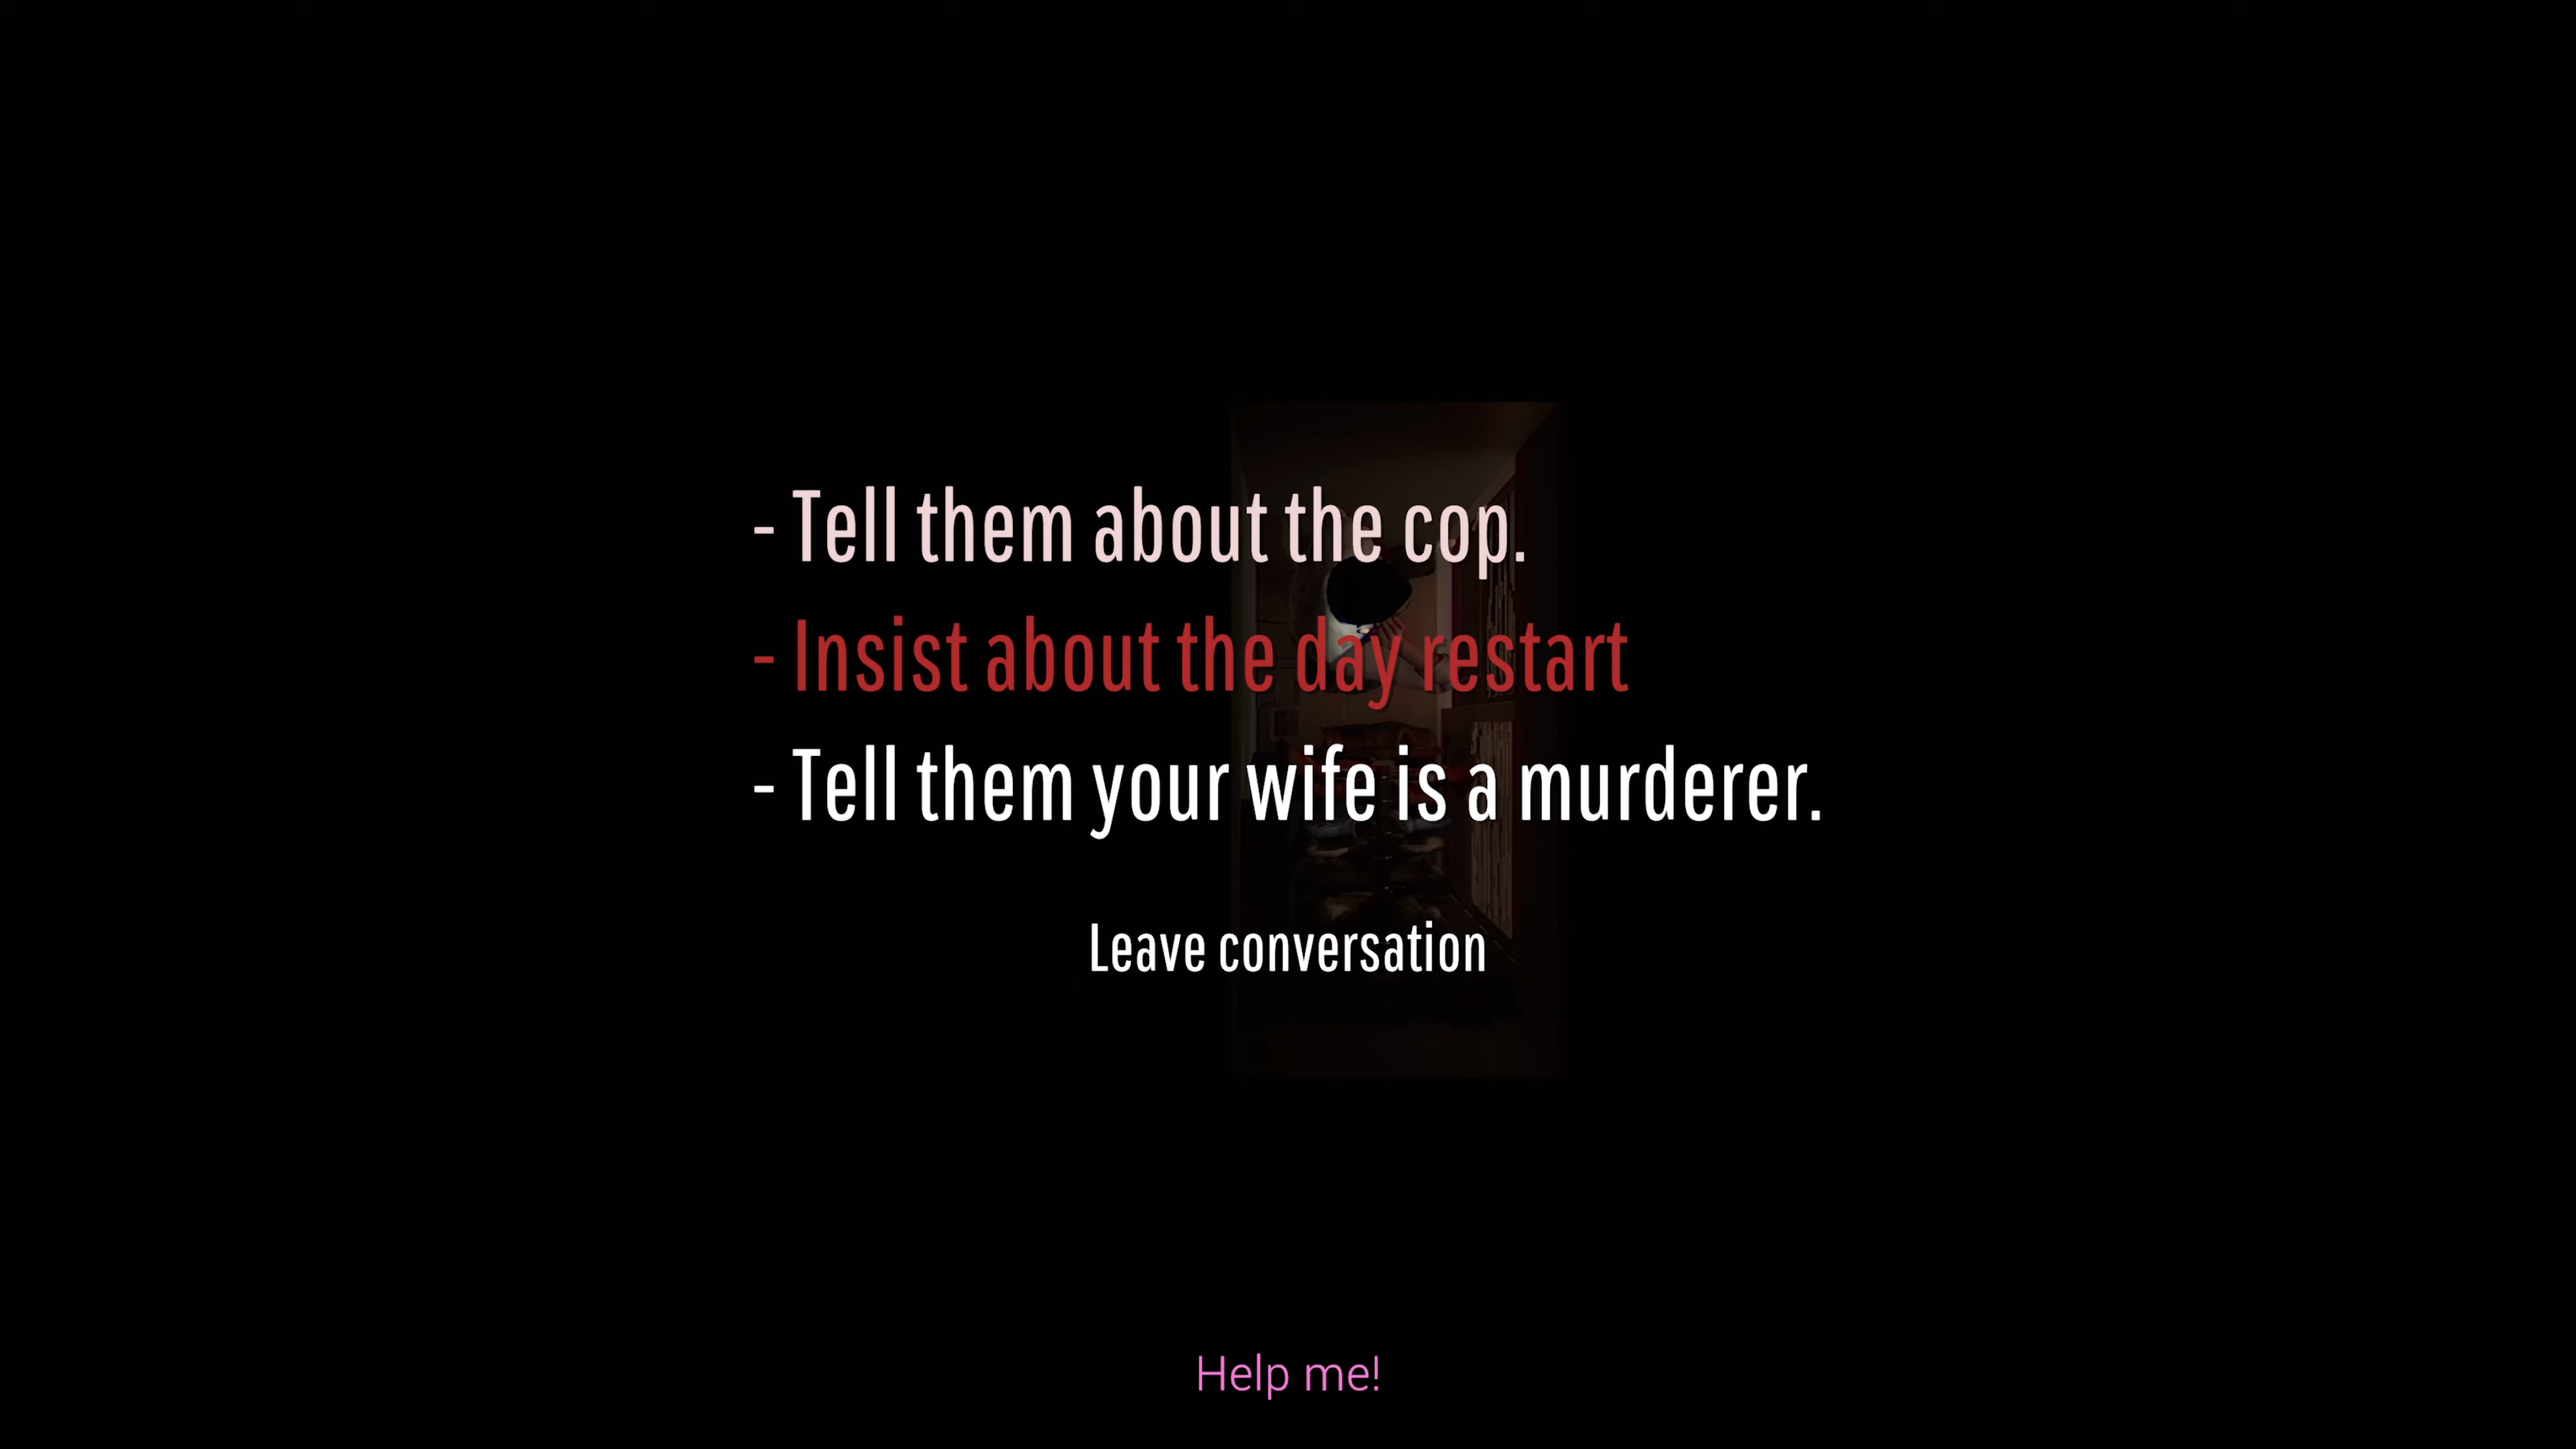 - Tell them about the cop.
- Insist about the day restart
- Tell them your wife is a murderer.
Leave conversation
Help me!